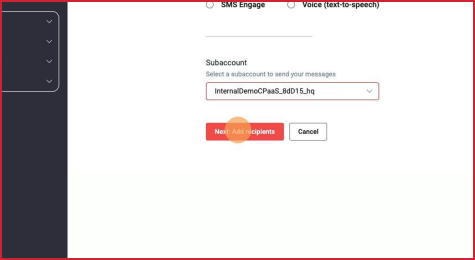 SMS Engage
Voice (text-to-speech)
Subaccount
Select a subaccount to send your messages
InternalDemoCPaaS_8dD15_hq
Next: Add recipients
Cancel